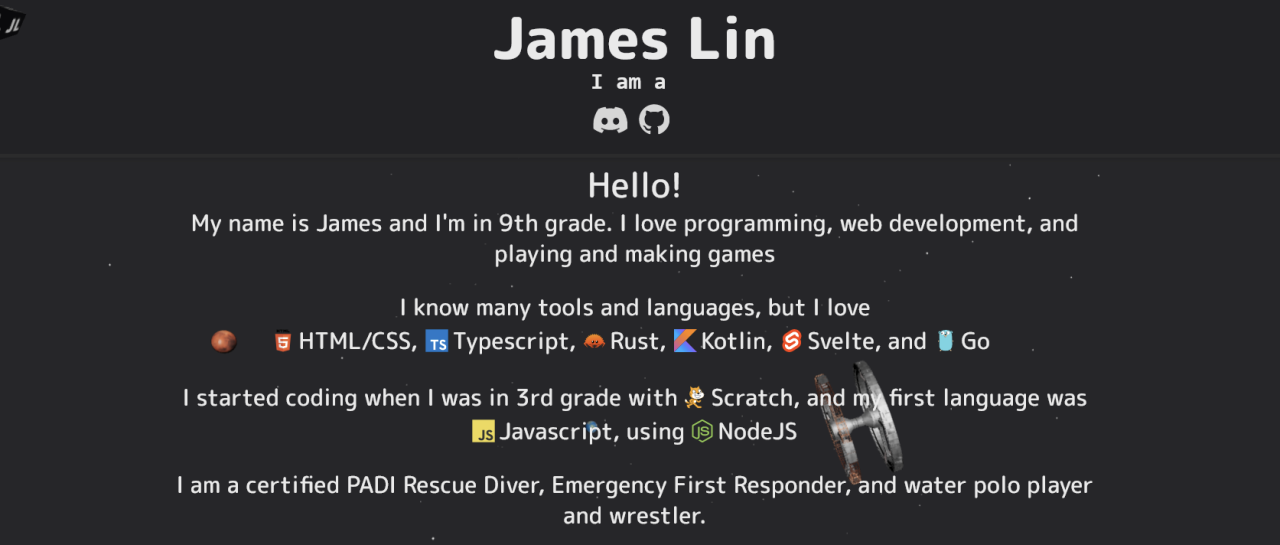 JL
James Lin
I am a
Hello!
My name is James and I'm in 9th grade. I love programming, web development, and
playing and making games
I know many tools and languages, but I love
5 HTML/CSS, TS Typescript, Rust, Kotlin, Svelte, and Go
I started coding when I was in 3rd grade with Scratch, and my first language was
JS Javascript, using JS NodeJS
I am a certified PADI Rescue Diver, Emergency First Responder, and water polo player
and wrestler.